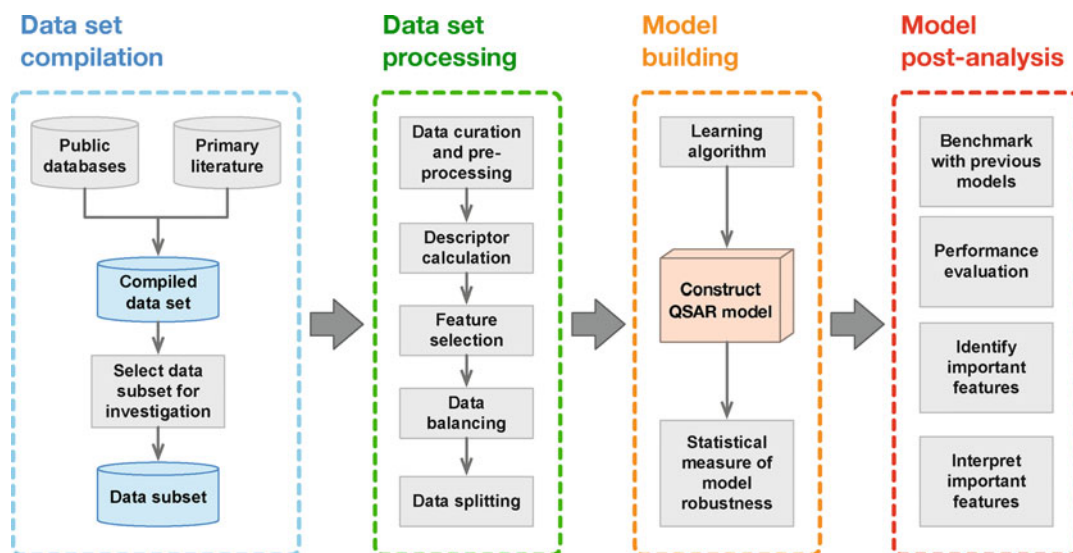 Data set
compilation
Public
databases
Primary
literature
Compiled
data set
Select data
subset for
investigation
Data subset
Data set
processing
Data curation
and pre-
processing
Descriptor
calculation
Feature
selection
Data
balancing
Data splitting
Model
building
Learning
algorithm
Construct
QSAR model
Statistical
measure of
model
robustness
Model
post-analysis
Benchmark
with previous
models
Performance
evaluation
Identify
important
features
Interpret
important
features